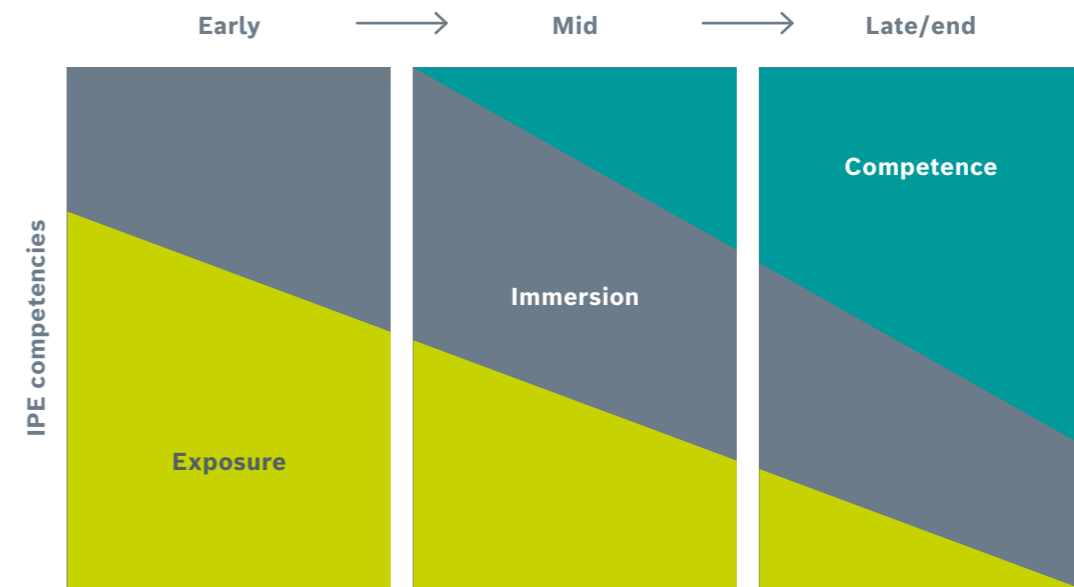 Early
Mid
Late/end
Competence
Immersion
IPE competencies
Exposure